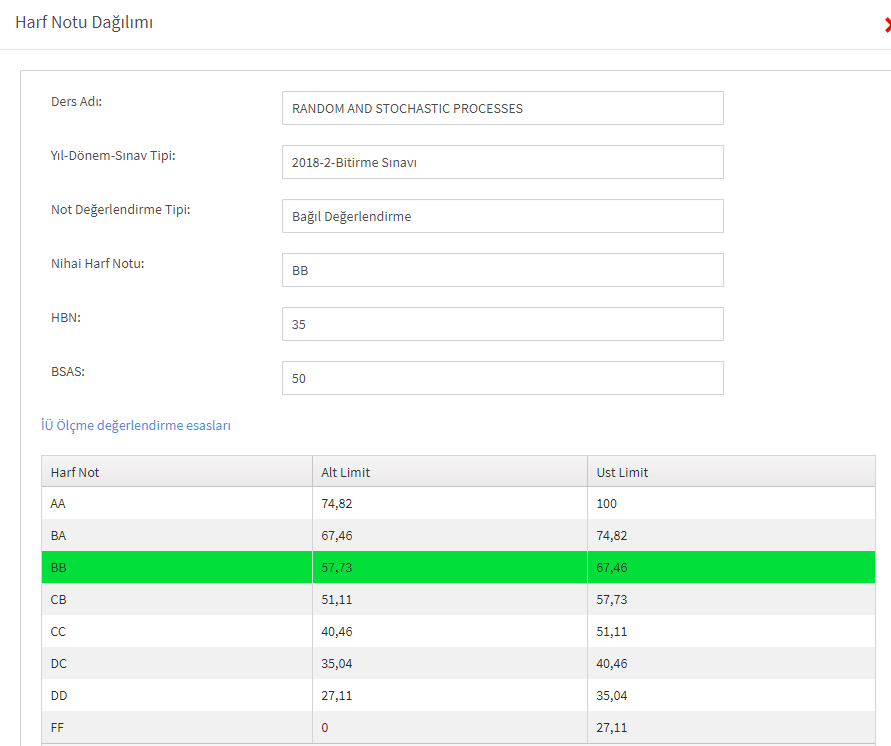 Harf Notu Dağılımı
Ders Adı: RANDOM AND STOCHASTIC PROCESSES
Yıl-Dönem-Sınav Tipi: 2018-2-Bitirme Sınavı
Not Değerlendirme Tipi: Bağıl Değerlendirme
Nihai Harf Notu: BB
HBN: 35
BSAS: 50
İÜ Ölçme değerlendirme esasları
Harf Not Alt Limit Ust Limit
AA 74,82 100
BA 67,46 74,82
BB 57,73 67,46
CB 51,11 57,73
CC 40,46 51,11
DC 35,04 40,46
DD 27,11 35,04
FF 0 27,11